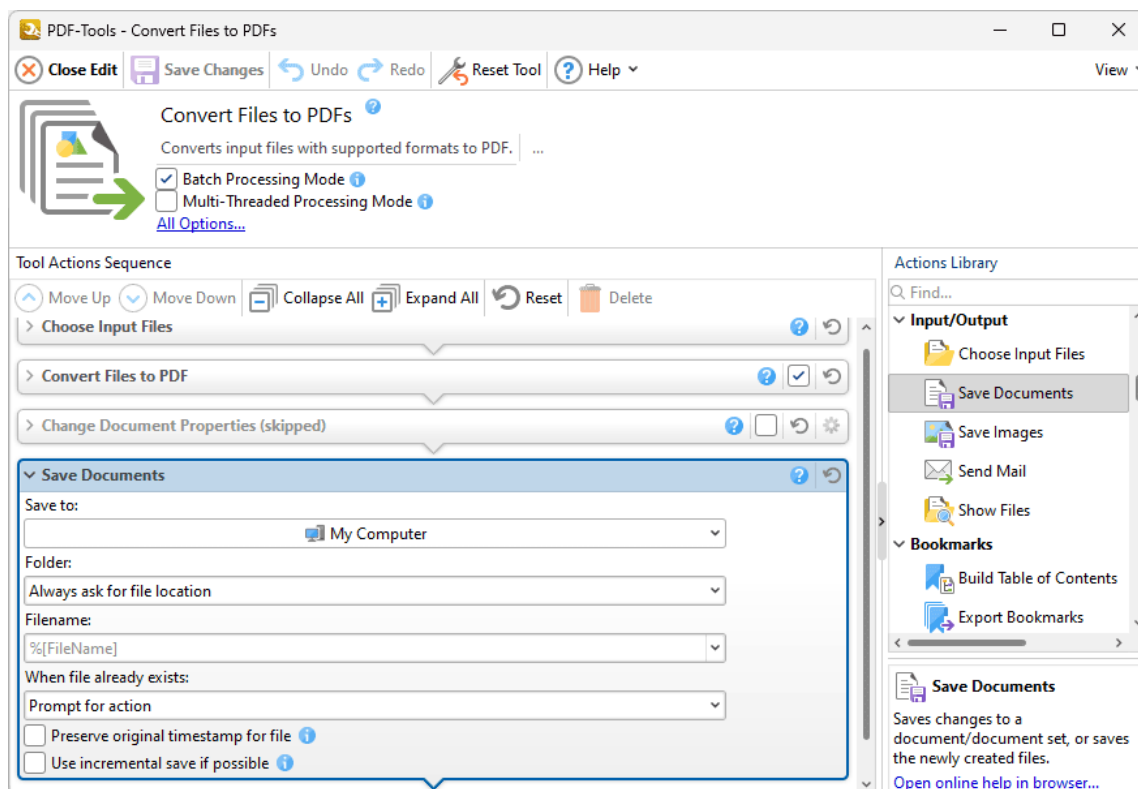 PDF-Tools - Convert Files to PDFs
Close Edit Save Changes Undo Redo Reset Tool ? Help View
Convert Files to PDFs ?
Converts input files with supported formats to PDF. ...
Batch Processing Mode i
Multi-Threaded Processing Mode i
All Options...
Tool Actions Sequence
Move Up Move Down Collapse All Expand All Reset Delete
Choose Input Files ?
Convert Files to PDF ?
Change Document Properties (skipped) ?
Save Documents ?
Save to:
My Computer
Folder:
Always ask for file location
Filename:
%[FileName]
When file already exists:
Prompt for action
Preserve original timestamp for file i
Use incremental save if possible i
Actions Library
Find...
Input/Output
Choose Input Files
Save Documents
Save Images
Send Mail
Show Files
Bookmarks
Build Table of Contents
Export Bookmarks
Save Documents
Saves changes to a
document/document set, or saves
the newly created files.
Open online help in browser...